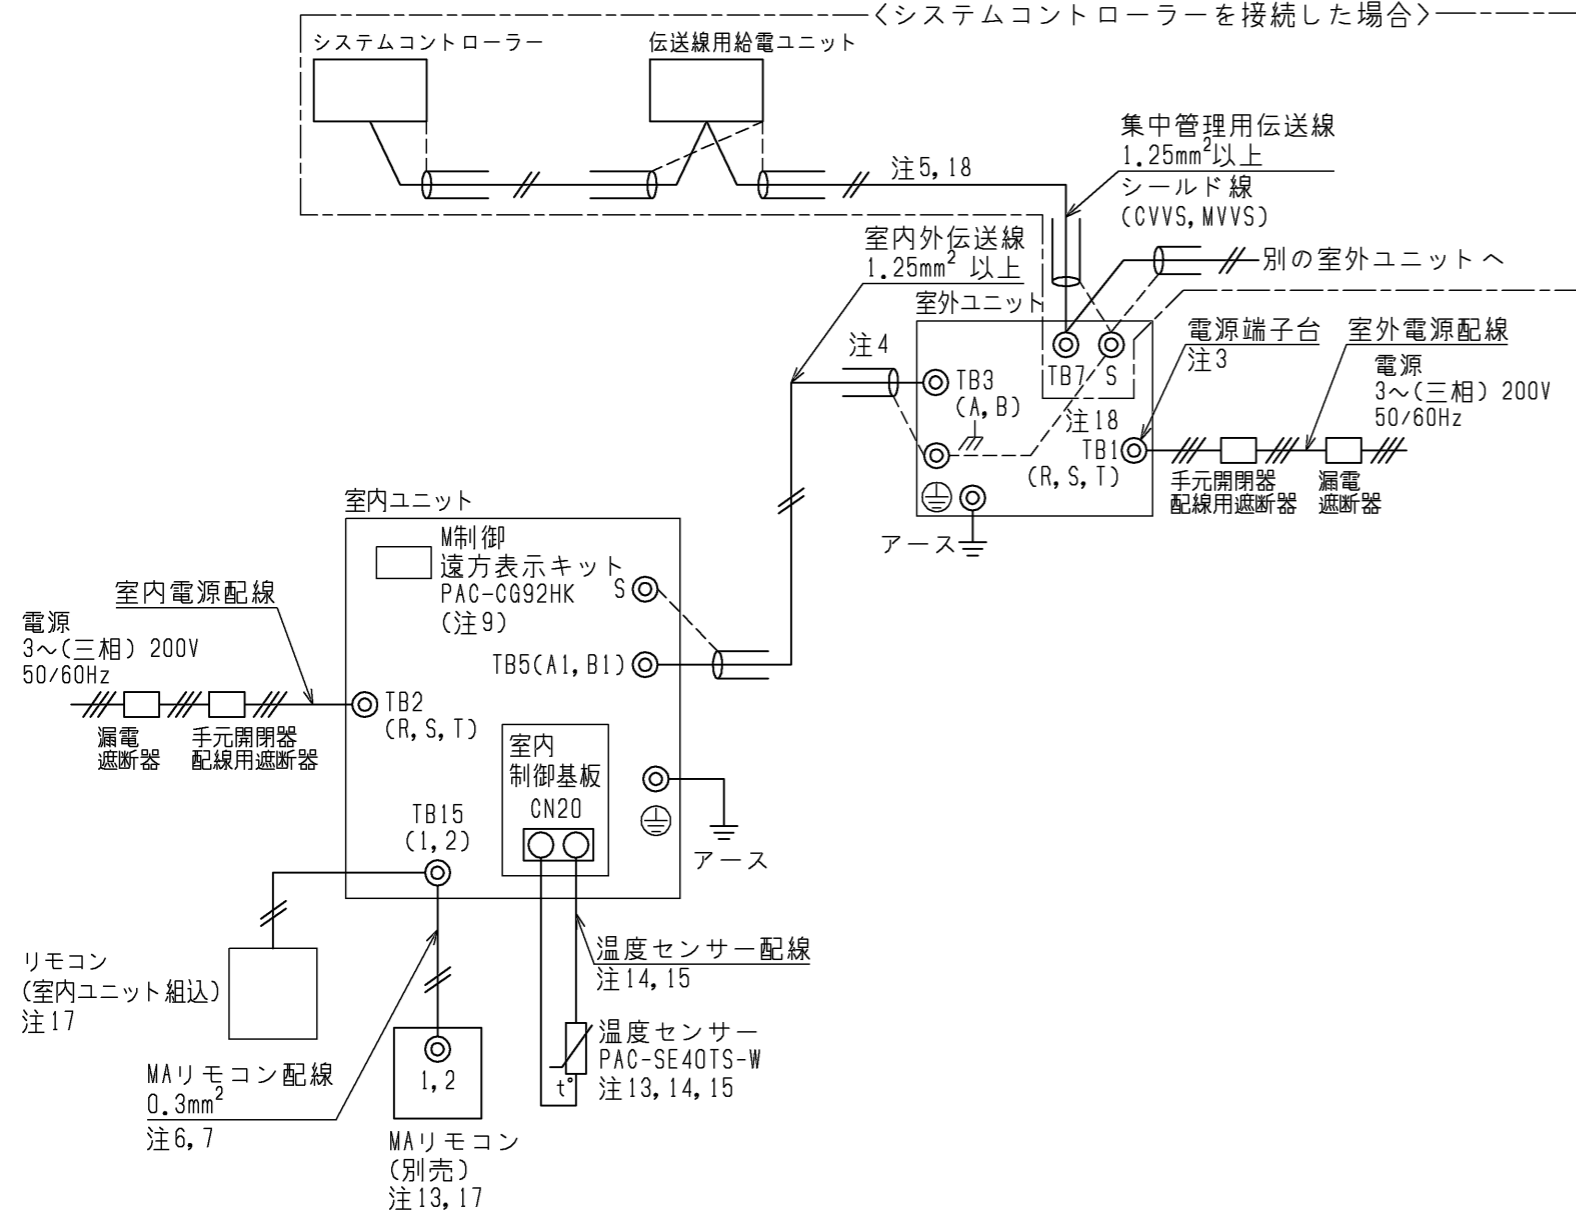 〈システムコントローラーを接続した場合〉
システムコントローラー
伝送線用給電ユニット
注5,18
集中管理用伝送線
1.25mm²以上
シールド線
(CVVS,MVVS)
室内外伝送線
1.25mm² 以上
別の室外ユニットへ
室外ユニット
注4
TB3
(A,B)
TB7 S
注18
TB1
(R,S,T)
電源端子台
注3
室外電源配線
電源
3～(三相) 200V
50/60Hz
手元開閉器
配線用遮断器
漏電
遮断器
アース
室内ユニット
M制御
遠方表示キット
PAC-CG92HK
(注9)
S
TB5(A1,B1)
室内電源配線
電源
3～(三相) 200V
50/60Hz
漏電
遮断器
手元開閉器
配線用遮断器
TB2
(R,S,T)
室内
制御基板
CN20
アース
TB15
(1,2)
リモコン
(室内ユニット組込)
注17
温度センサー配線
注14,15
温度センサー
PAC-SE40TS-W
注13,14,15
t°
MAリモコン配線
0.3mm²
注6,7
1,2
MAリモコン
(別売)
注13,17